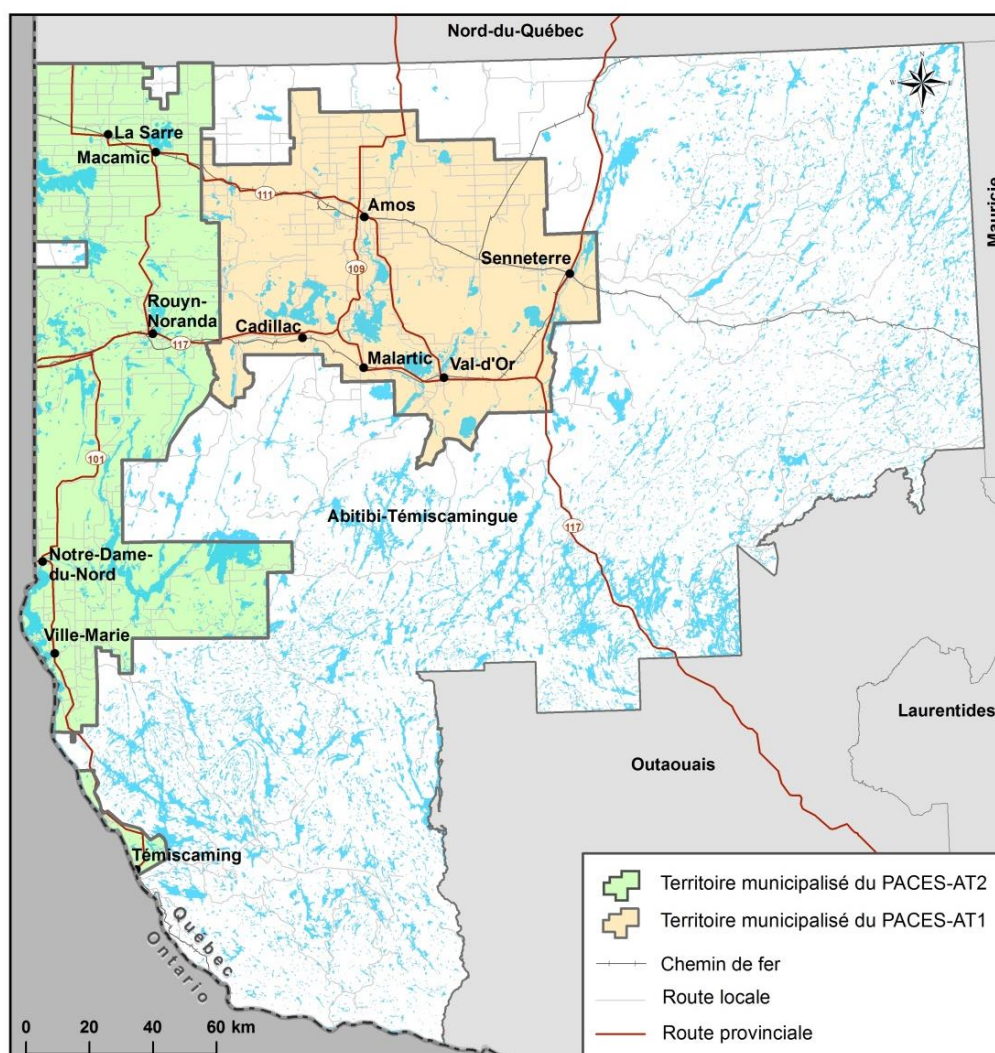 Nord-du-Québec
N
W
E
S
La Sarre
Macamic
111
Amos
Mauricie
Senneterre
109
Rouyn-
Noranda
Cadillac
117
Malartic
Val-d'Or
101
Abitibi-Témiscamingue
117
Notre-Dame-
du-Nord
Ville-Marie
Laurentides
Outaouais
Témiscaming
Québec
Ontario
Territoire municipalisé du PACES-AT2
Territoire municipalisé du PACES-AT1
Chemin de fer
Route locale
Route provinciale
0 20 40 60 km